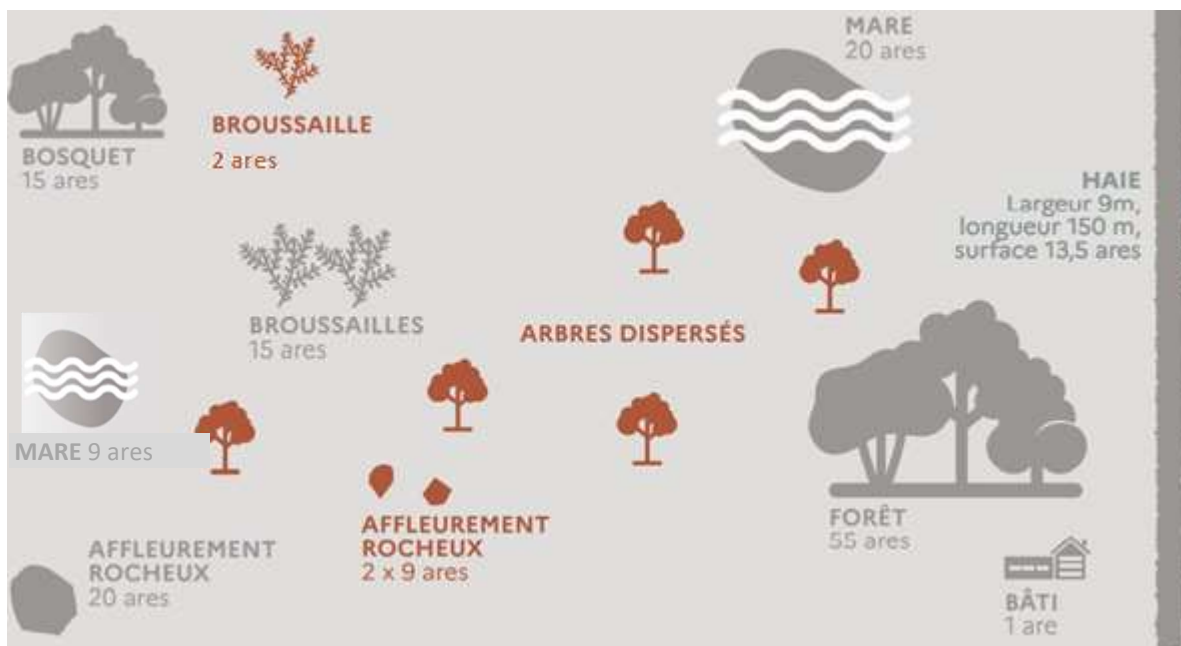 BOSQUET
15 ares
BROUSSAILLE
2 ares
MARE
20 ares
HAIE
Largeur 9m,
longueur 150 m,
surface 13,5 ares
BROUSSAILLES
15 ares
ARBRES DISPERSÉS
MARE 9 ares
AFFLEUREMENT
ROCHEUX
2 x 9 ares
FORÊT
55 ares
AFFLEUREMENT
ROCHEUX
20 ares
BÂTI
1 are